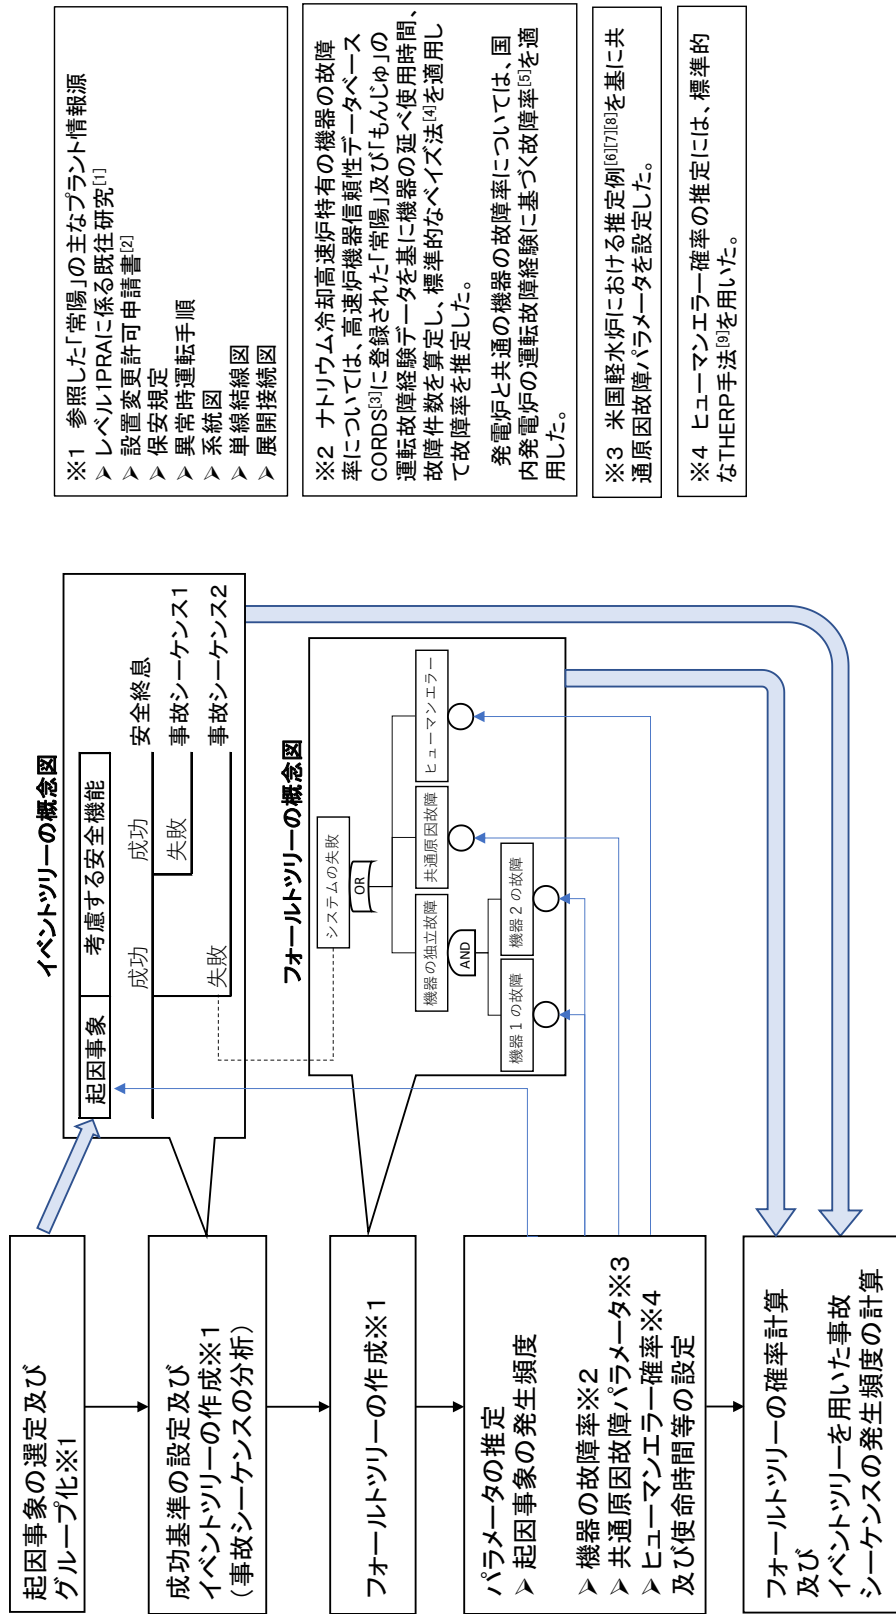 起因事象の選定及び
グループ化※1
成功基準の設定及び
イベントツリーの作成※1
(事故シーケンスの分析)
フォールトツリーの作成※1
パラメータの推定
➢ 起因事象の発生頻度
➢ 機器の故障率※2
➢ 共通原因故障パラメータ※3
➢ ヒューマンエラー確率※4
及び使命時間等の設定
フォールトツリーの確率計算
及び
イベントツリーを用いた事故
シーケンスの発生頻度の計算
イベントツリーの概念図
起因事象
考慮する安全機能
成功
成功
安全終息
失敗
事故シーケンス1
失敗
事故シーケンス2
フォールトツリーの概念図
システムの失敗
OR
機器の独立故障
共通原因故障
ヒューマンエラー
AND
機器1の故障
機器2の故障
※1 参照した「常陽」の主なプラント情報源
➢ レベル1PRAに係る既往研究[1]
➢ 設置変更許可申請書[2]
➢ 保安規定
➢ 異常時運転手順
➢ 系統図
➢ 単線結線図
➢ 展開接続図
※2 ナトリウム冷却高速炉特有の機器の故障
率については、高速炉機器信頼性データベース
CORDS[3]に登録された「常陽」及び「もんじゅ」の
運転故障経験データを基に機器の延べ使用時間、
故障件数を算定し、標準的なベイズ法[4]を適用し
て故障率を推定した。
発電炉と共通の機器の故障率については、国
内発電炉の運転故障経験に基づく故障率[5]を適
用した。
※3 米国軽水炉における推定例[6][7][8]を基に共
通原因故障パラメータを設定した。
※4 ヒューマンエラー確率の推定には、標準的
なTHERP手法[9]を用いた。